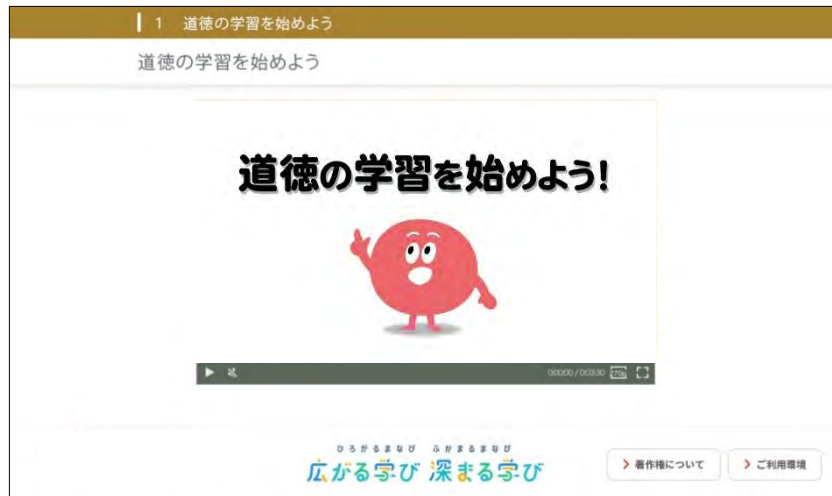 1 道徳の学習を始めよう
道徳の学習を始めよう
道徳の学習を始めよう!
ひろがるまなび ふかまるまなび
広がる学び 深まる学び
著作権について
ご利用環境